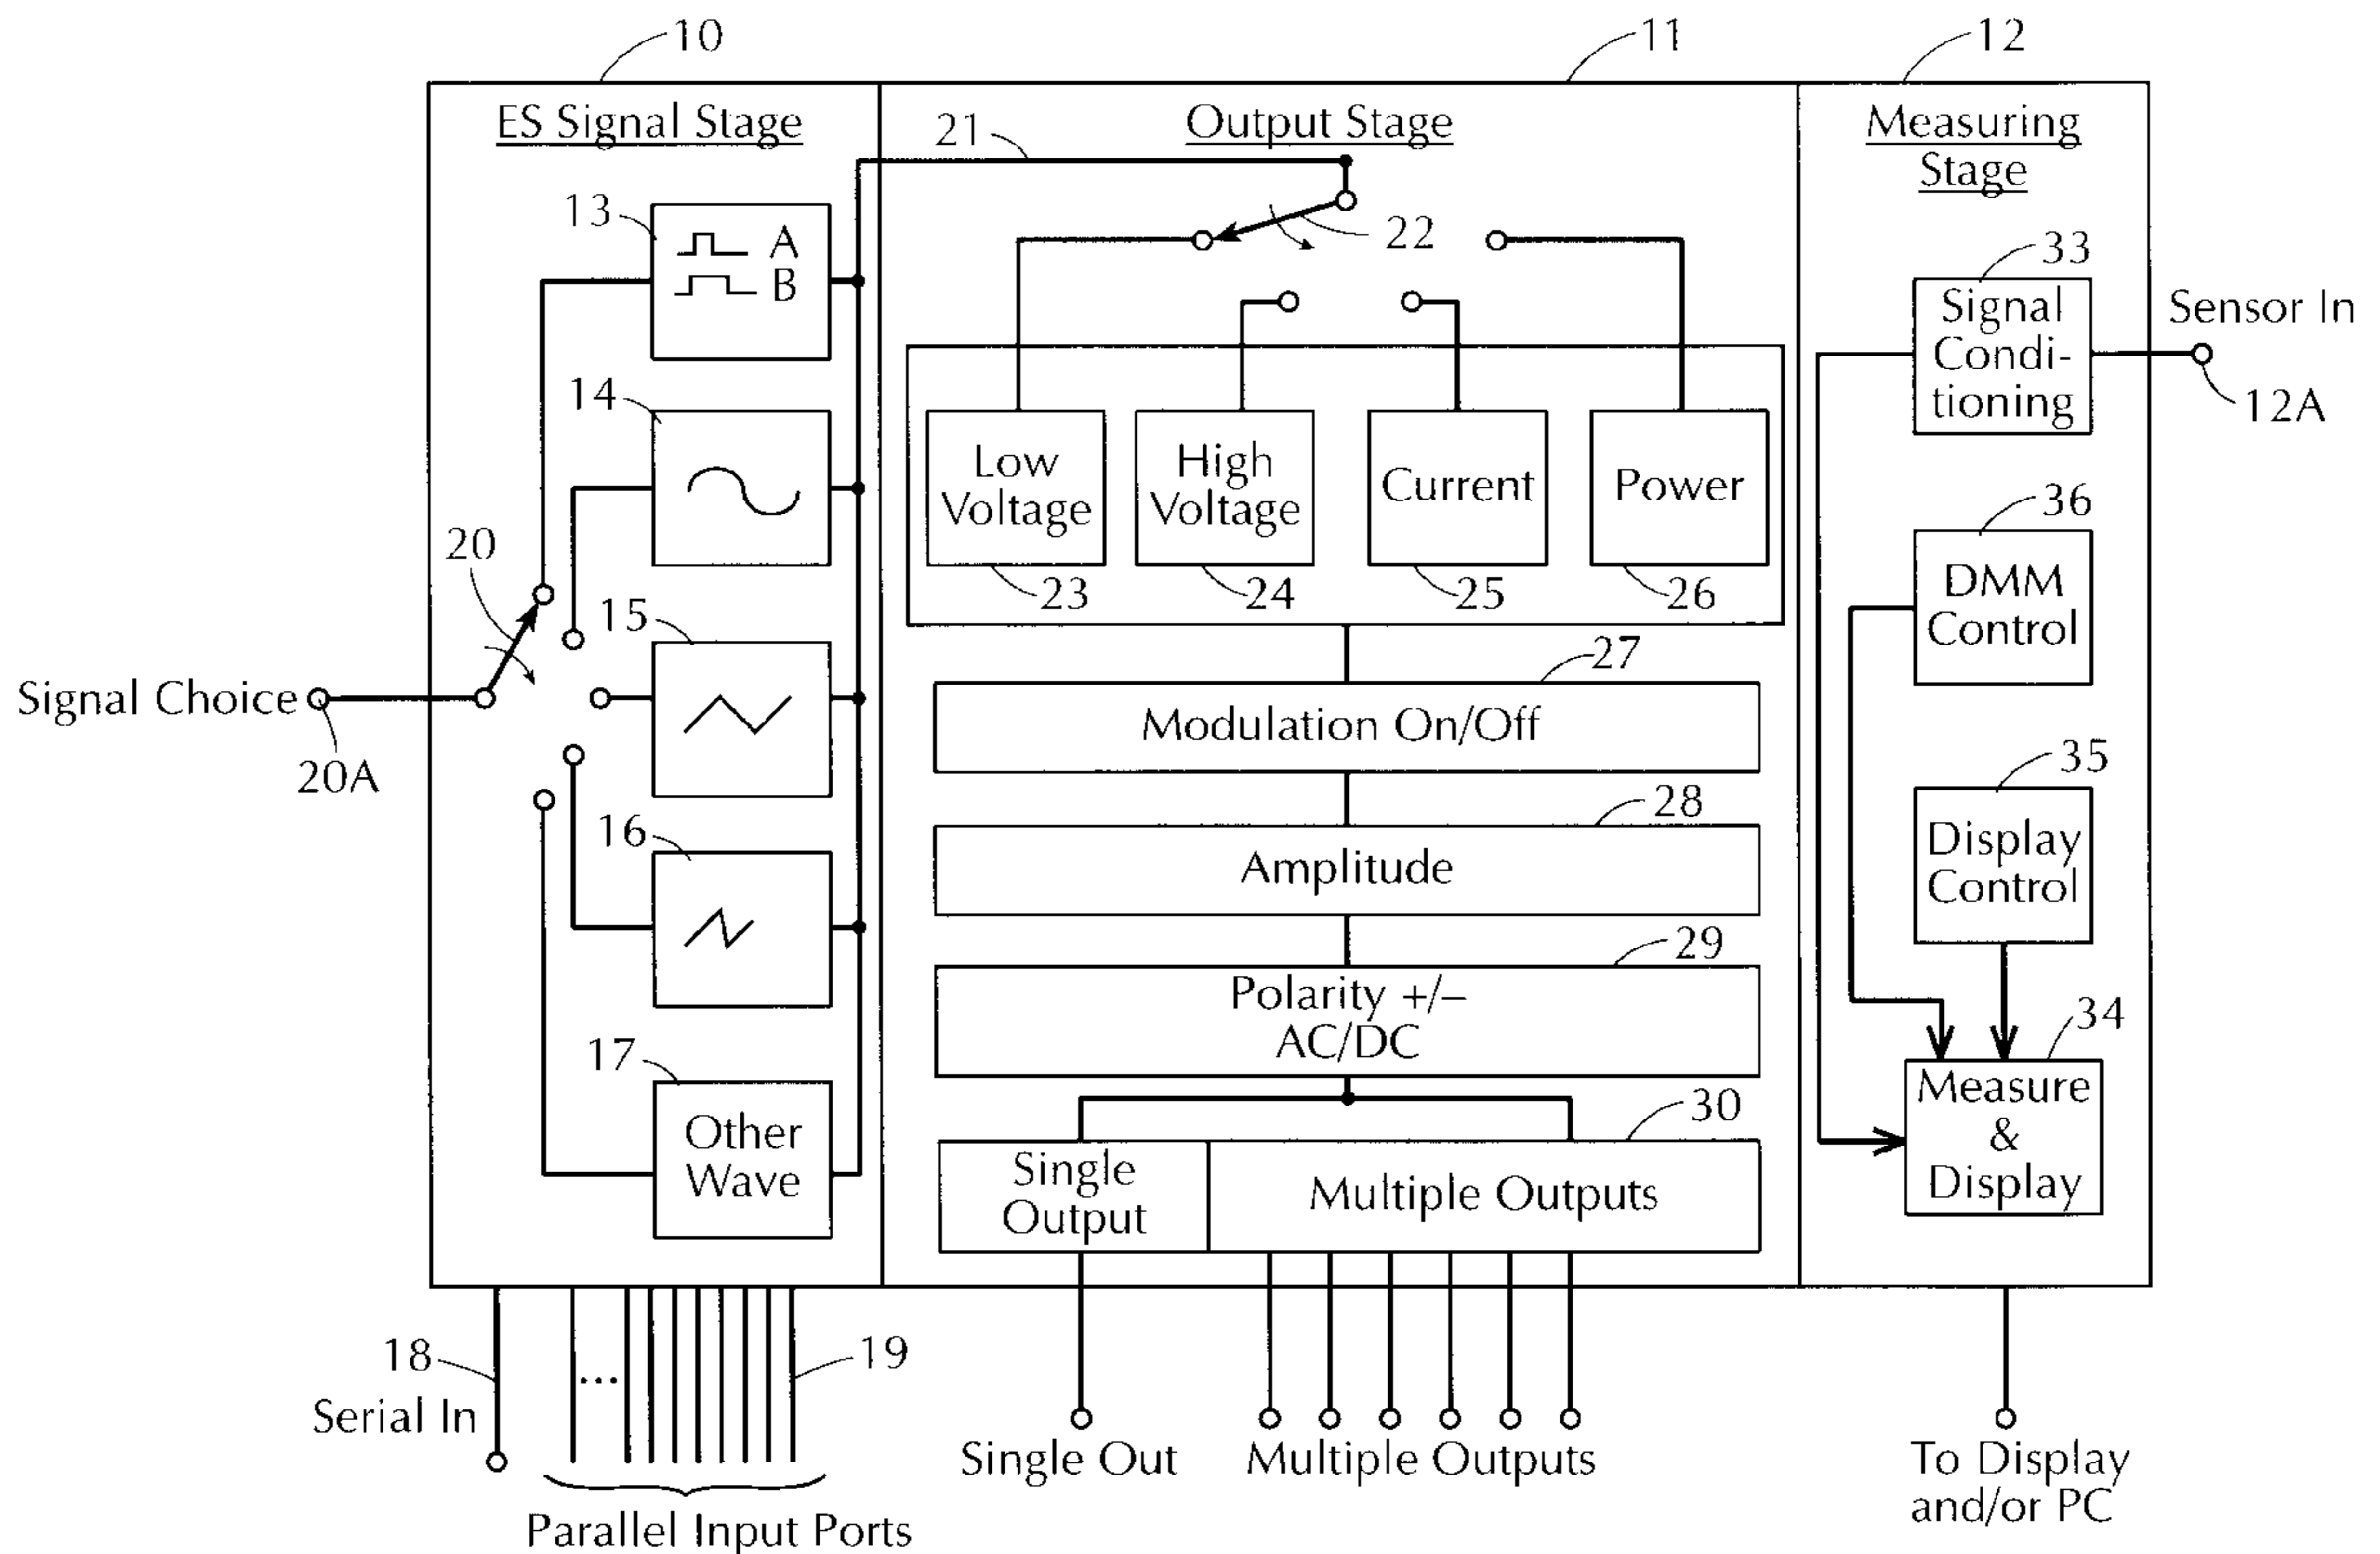 10
11
12
ES Signal Stage
Output Stage
Measuring
Stage
21
13
A
B
22
33
Signal
Condi-
tioning
Sensor In
12A
14
Low
Voltage
High
Voltage
Current
Power
23
24
25
26
36
DMM
Control
20
15
27
Signal Choice
20A
Modulation On/Off
35
Display
Control
16
28
Amplitude
29
Polarity +/–
AC/DC
34
Measure
&
Display
17
Other
Wave
30
Single
Output
Multiple Outputs
18
...
19
Serial In
Single Out
Multiple Outputs
To Display
and/or PC
Parallel Input Ports